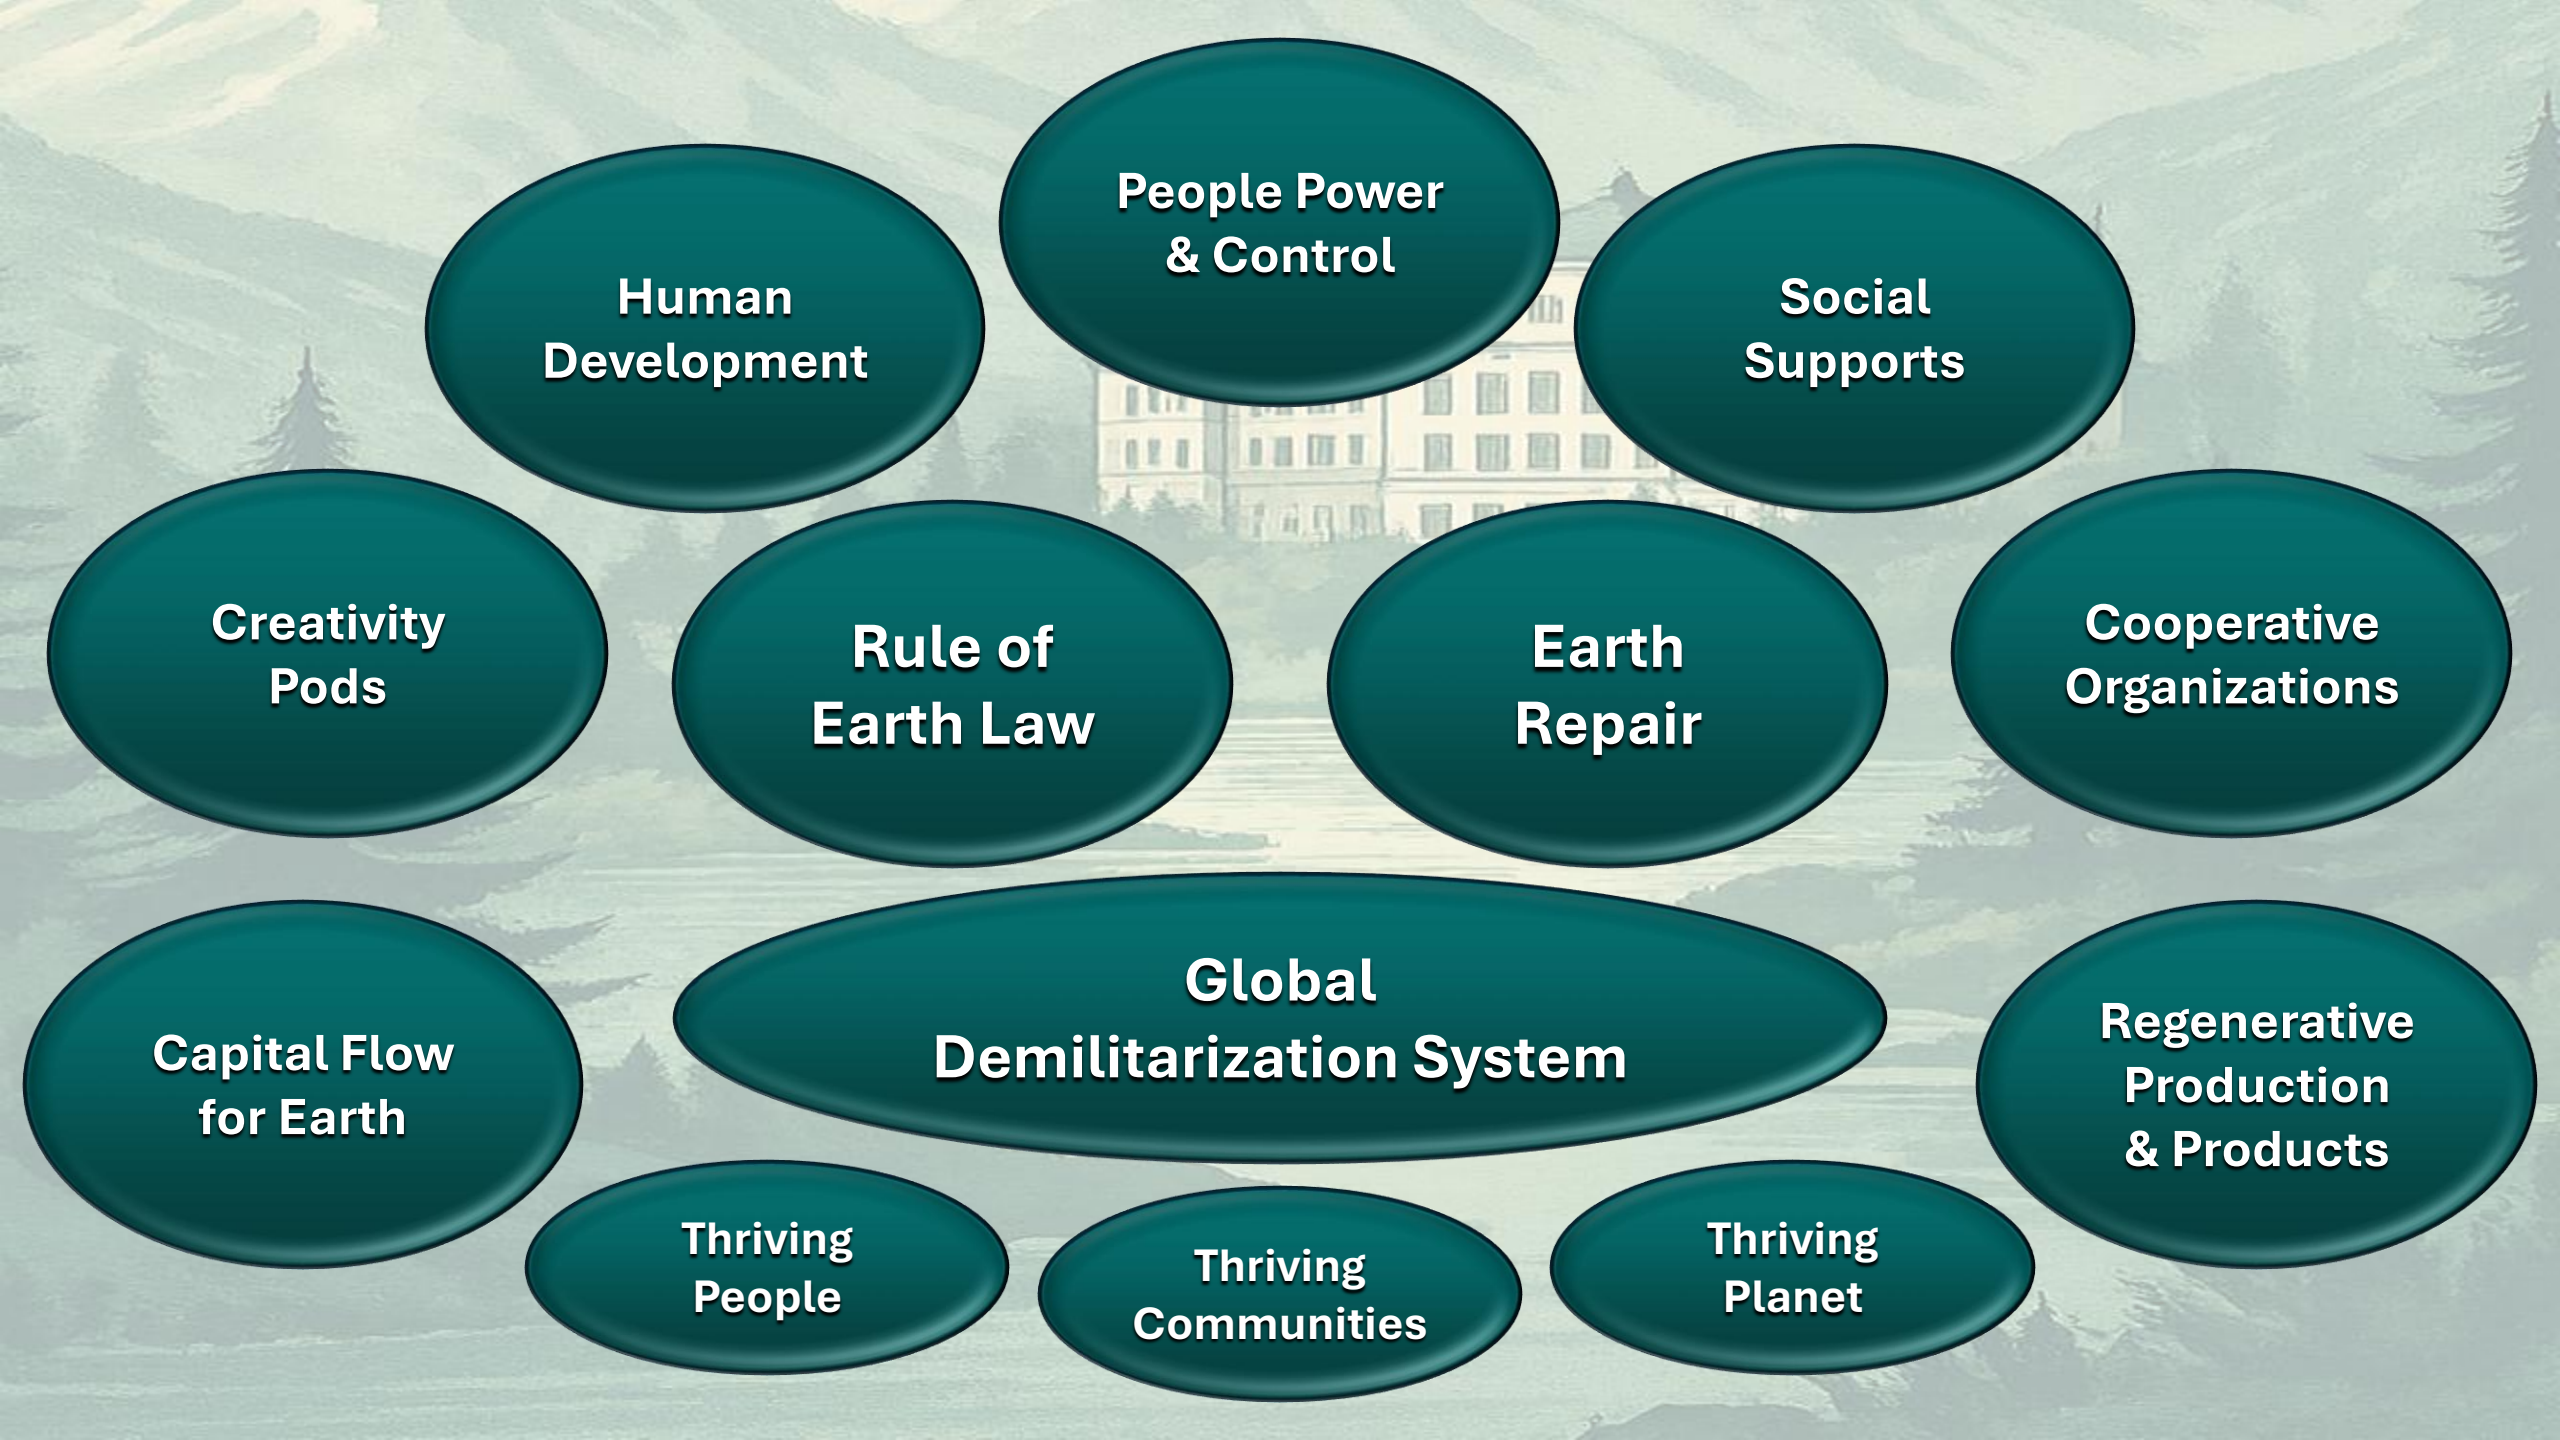 People Power
& Control
Human
Development
Social
Supports
Creativity
Pods
Rule of
Earth Law
Earth
Repair
Cooperative
Organizations
Capital Flow
for Earth
Global
Demilitarization System
Regenerative
Production
& Products
Thriving
People
Thriving
Communities
Thriving
Planet